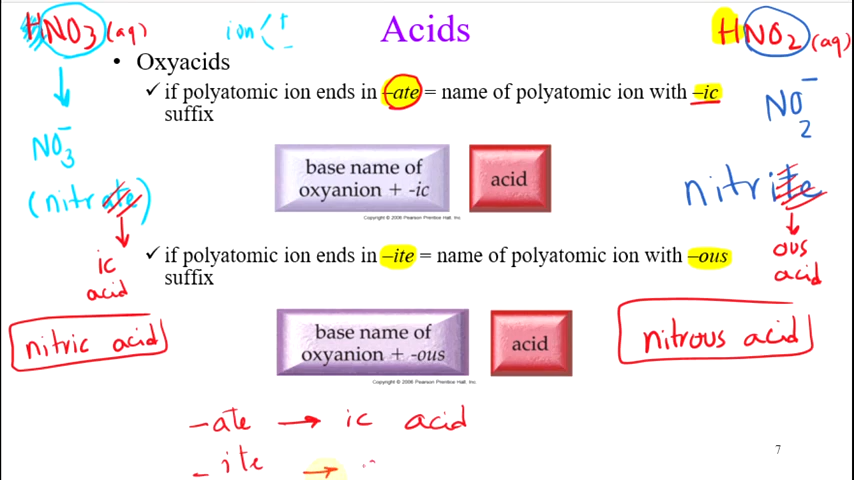 HNO3 (aq)
ion ( + -
Acids
HNO2 (aq)
• Oxyacids
✓ if polyatomic ion ends in –ate = name of polyatomic ion with –ic
suffix
NO3-
(nitrate)
ic
acid
nitric acid
NO2-
nitrite
ous
acid
nitrous acid
base name of
oxyanion + -ic
acid
Copyright © 2006 Pearson Prentice Hall, Inc.
✓ if polyatomic ion ends in –ite = name of polyatomic ion with –ous
suffix
base name of
oxyanion + -ous
acid
Copyright © 2006 Pearson Prentice Hall, Inc.
-ate → ic acid
-ite →
7